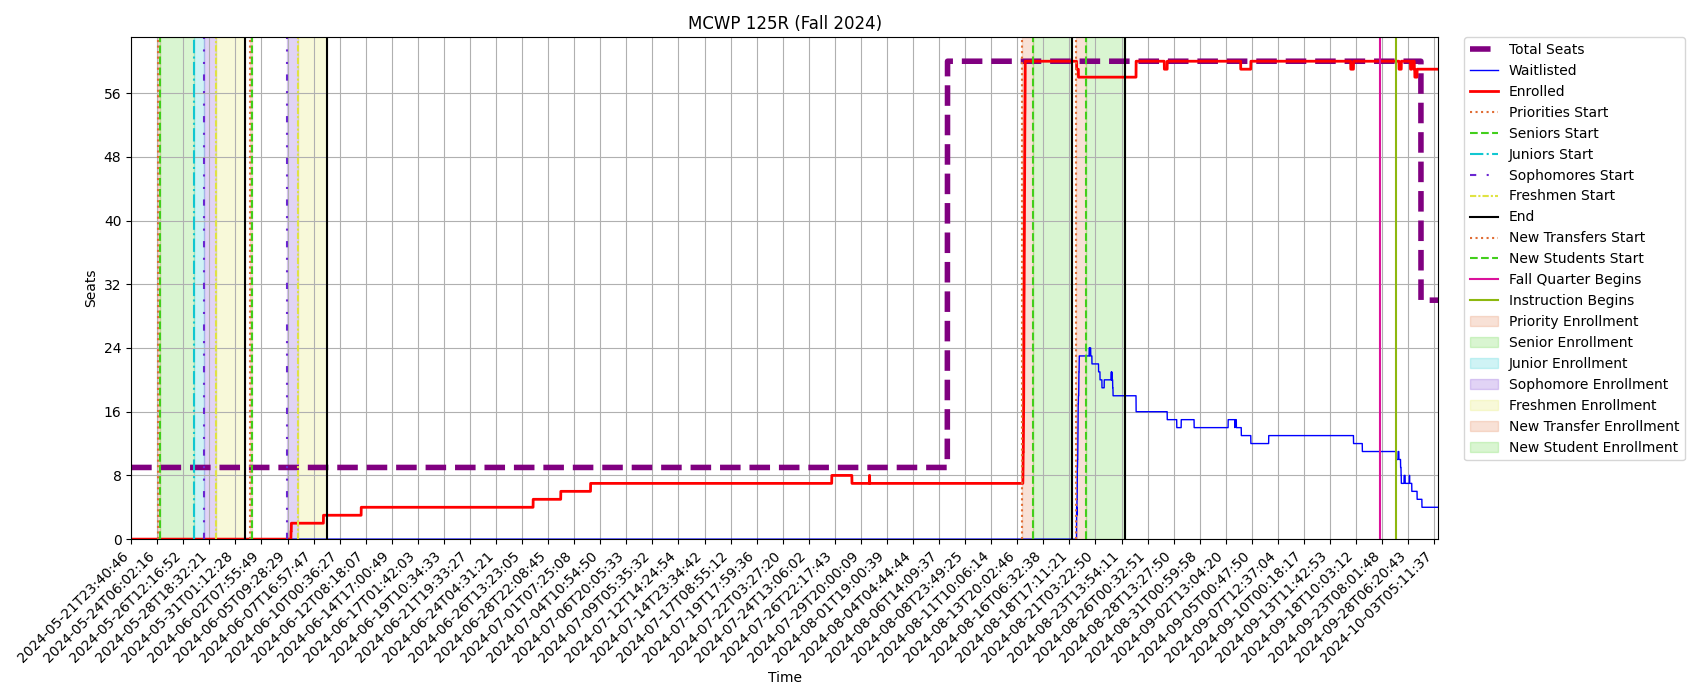 MCWP 125R (Fall 2024)
Seats
56
48
40
32
24
16
8
0
2024-05-21T23:40:46
2024-05-24T06:02:16
2024-05-26T12:16:52
2024-05-28T18:32:21
2024-05-31T01:12:28
2024-06-02T07:55:49
2024-06-05T09:28:29
2024-06-07T16:57:47
2024-06-10T00:36:27
2024-06-12T08:18:07
2024-06-14T17:00:49
2024-06-17T01:42:03
2024-06-19T10:34:33
2024-06-21T19:33:27
2024-06-24T04:31:21
2024-06-26T13:23:05
2024-06-28T22:08:45
2024-07-01T07:25:08
2024-07-04T10:54:50
2024-07-06T20:05:33
2024-07-09T05:35:32
2024-07-12T14:24:54
2024-07-14T23:34:42
2024-07-17T08:55:12
2024-07-19T17:59:36
2024-07-22T03:27:20
2024-07-24T13:06:02
2024-07-26T22:17:43
2024-07-29T20:00:09
2024-08-01T19:00:39
2024-08-04T04:44:44
2024-08-06T14:09:37
2024-08-08T23:49:25
2024-08-11T10:06:14
2024-08-13T20:02:46
2024-08-16T06:32:38
2024-08-18T17:11:21
2024-08-21T03:22:50
2024-08-23T13:54:11
2024-08-26T00:32:51
2024-08-28T13:27:50
2024-08-31T00:59:58
2024-09-02T13:04:20
2024-09-05T00:47:50
2024-09-07T12:37:04
2024-09-10T00:18:17
2024-09-13T11:42:53
2024-09-18T10:03:12
2024-09-23T08:01:48
2024-09-28T06:20:43
2024-10-03T05:11:37
Time
Total Seats
Waitlisted
Enrolled
Priorities Start
Seniors Start
Juniors Start
Sophomores Start
Freshmen Start
End
New Transfers Start
New Students Start
Fall Quarter Begins
Instruction Begins
Priority Enrollment
Senior Enrollment
Junior Enrollment
Sophomore Enrollment
Freshmen Enrollment
New Transfer Enrollment
New Student Enrollment